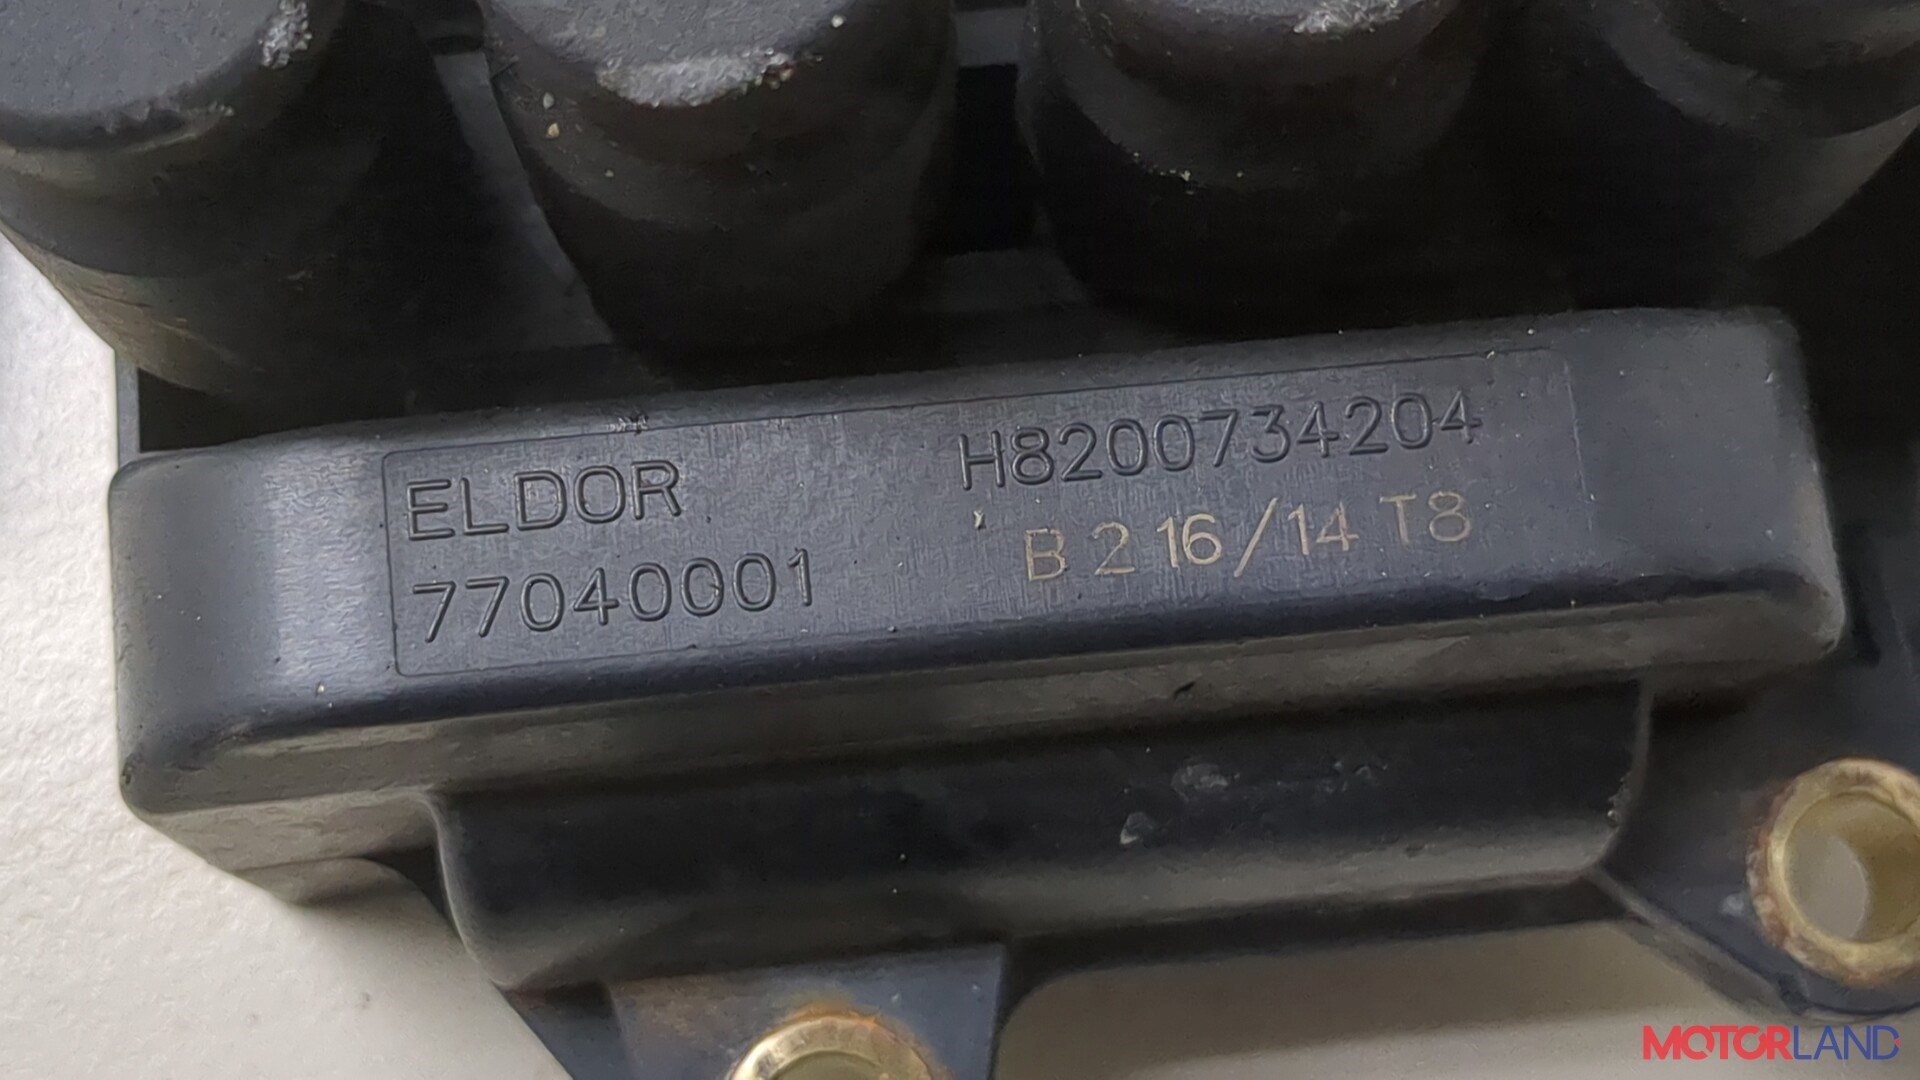 ELDOR H8200734204
77040001 B 2 16/14 T8
MOTORLAND